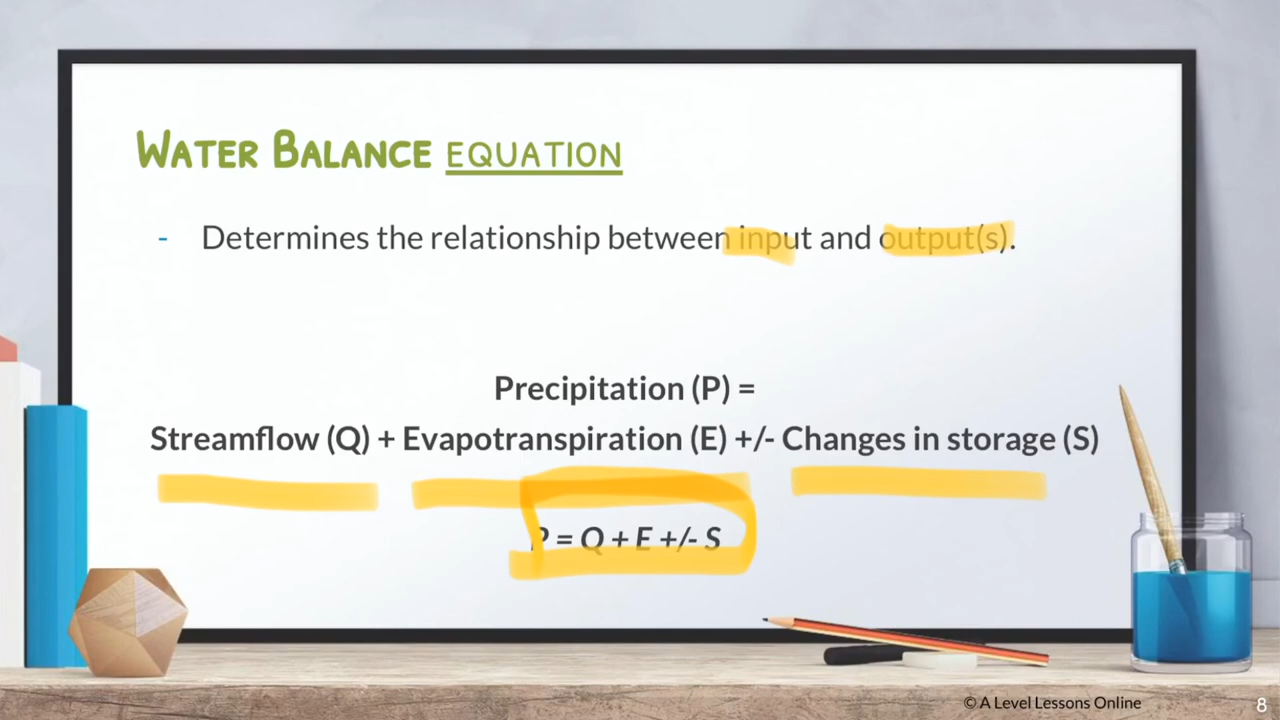 WATER BALANCE EQUATION
- Determines the relationship between input and output(s).
Precipitation (P) =
Streamflow (Q) + Evapotranspiration (E) +/- Changes in storage (S)
P = Q + E +/- S
© A Level Lessons Online
8